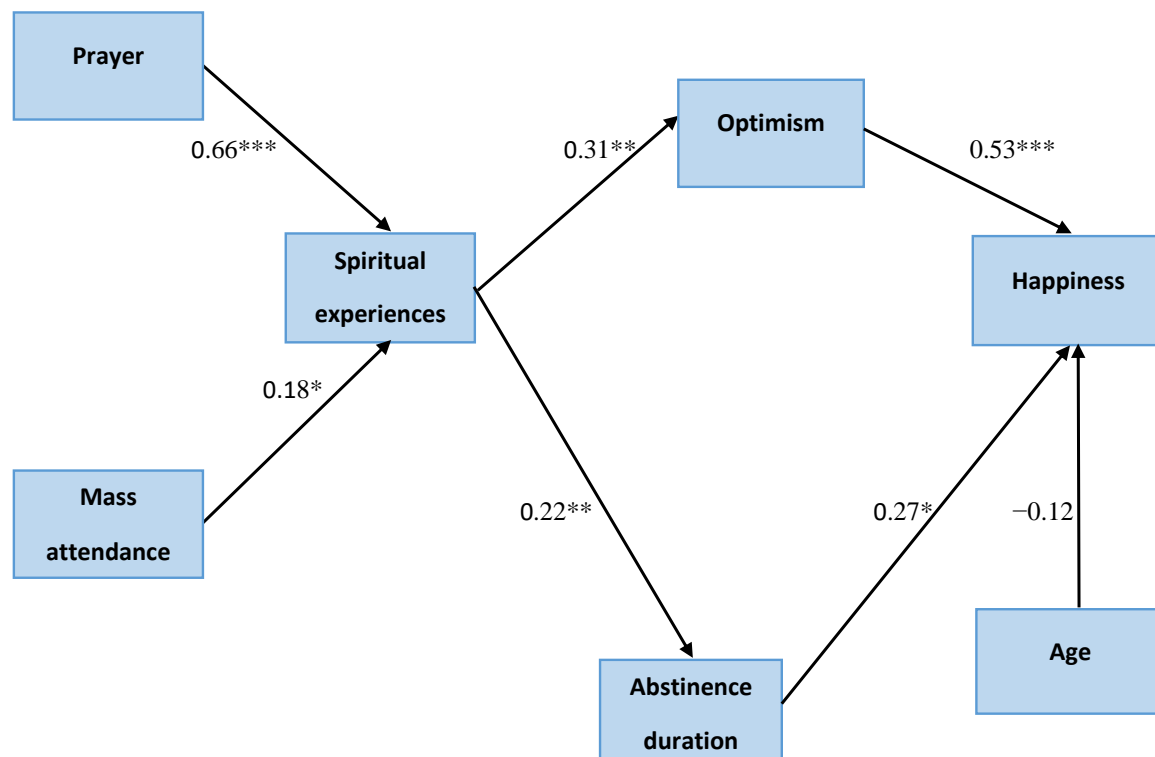 Prayer
Optimism
0.66***
0.31**
0.53***
Spiritual
experiences
Happiness
0.18*
Mass
attendance
0.22**
0.27*
−0.12
Age
Abstinence
duration